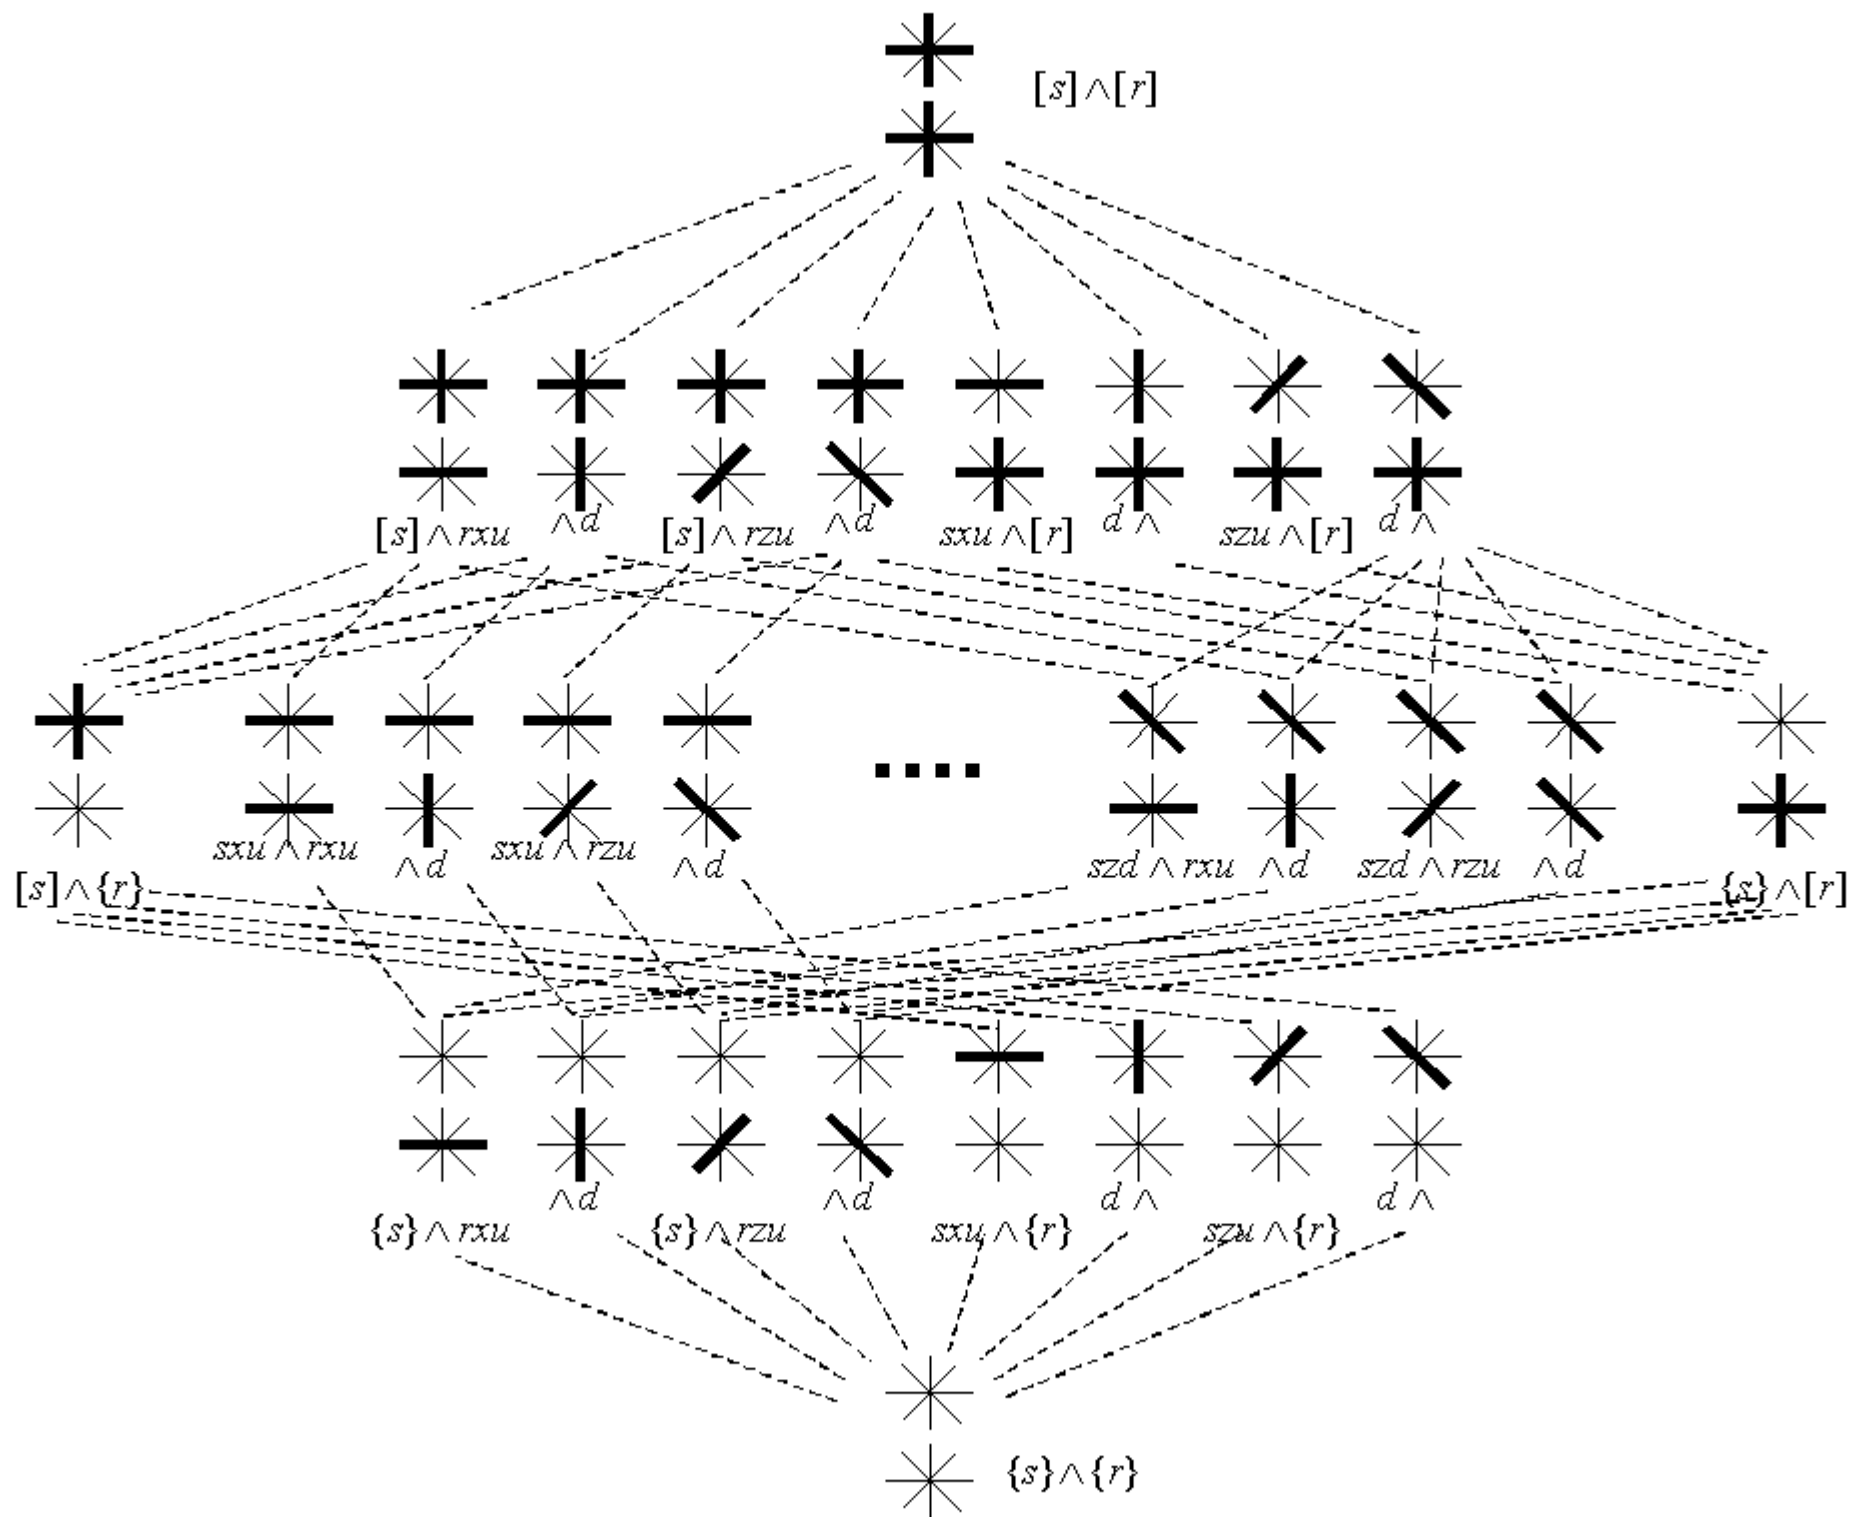 [s]∧[r]
[s]∧rxu ∧d [s]∧rzu ∧d sxu∧[r] d∧ szu∧[r] d∧
sxu∧rxu ∧d sxu∧rzu ∧d szd∧rxu ∧d szd∧rzu ∧d
[s]∧{r} {s}∧[r]
{s}∧rxu ∧d {s}∧rzu ∧d sxu∧{r} d∧ szu∧{r} d∧
{s}∧{r}